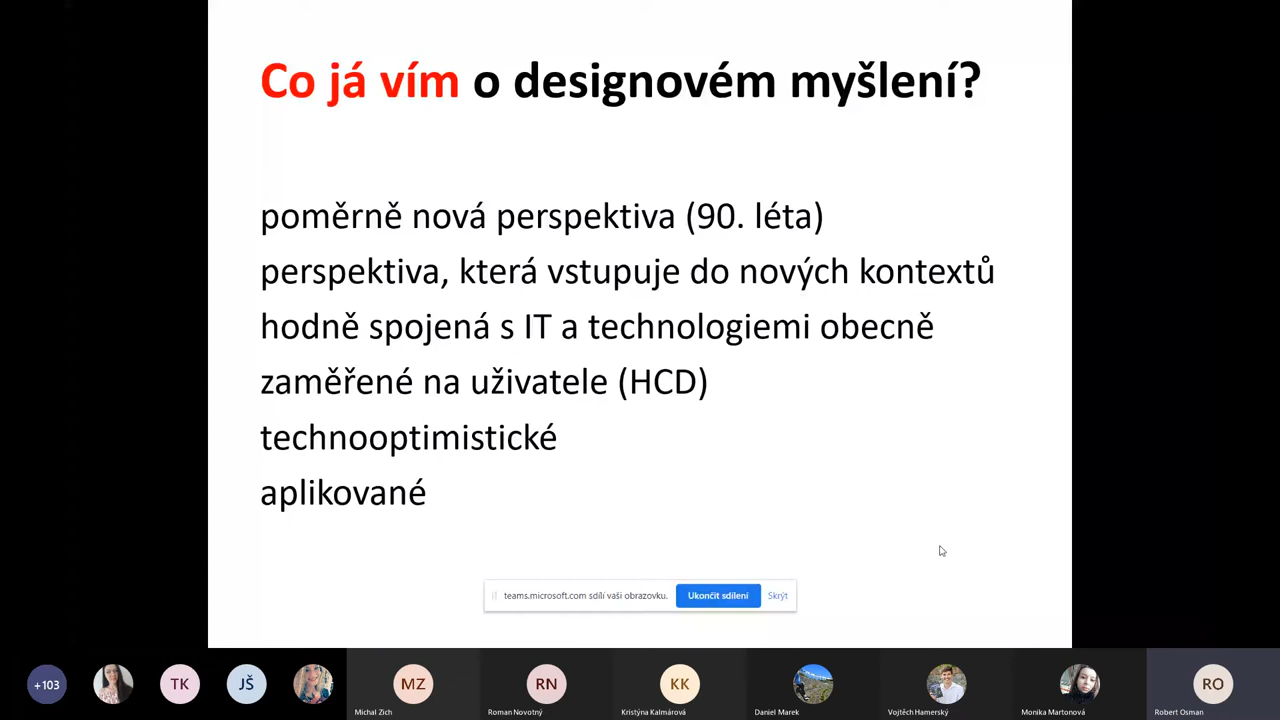 Co já vím o designovém myšlení?
poměrně nová perspektiva (90. léta)
perspektiva, která vstupuje do nových kontextů
hodně spojená s IT a technologiemi obecně
zaměřené na uživatele (HCD)
technooptimistické
aplikované
teams.microsoft.com sdílí vaši obrazovku. Ukončit sdílení Skrýt
+103 TK JŠ MZ RN KK RO
Michal Zich Roman Novotný Kristýna Kalmárová Daniel Marek Vojtěch Hamerský Monika Martonová Robert Osman